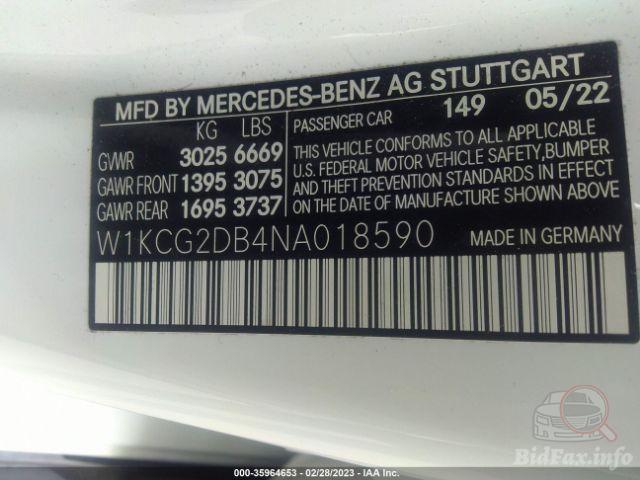 MFD BY MERCEDES-BENZ AG STUTTGART
KG LBS
GVWR 3025 6669
GAWR FRONT 1395 3075
GAWR REAR 1695 3737
PASSENGER CAR 149 05/22
THIS VEHICLE CONFORMS TO ALL APPLICABLE
U.S. FEDERAL MOTOR VEHICLE SAFETY,BUMPER
AND THEFT PREVENTION STANDARDS IN EFFECT
ON THE DATE OF MANUFACTURE SHOWN ABOVE
W1KCG2DB4NA018590 MADE IN GERMANY
BidFax.info
000-35964653 - 02/28/2023 - IAA Inc.